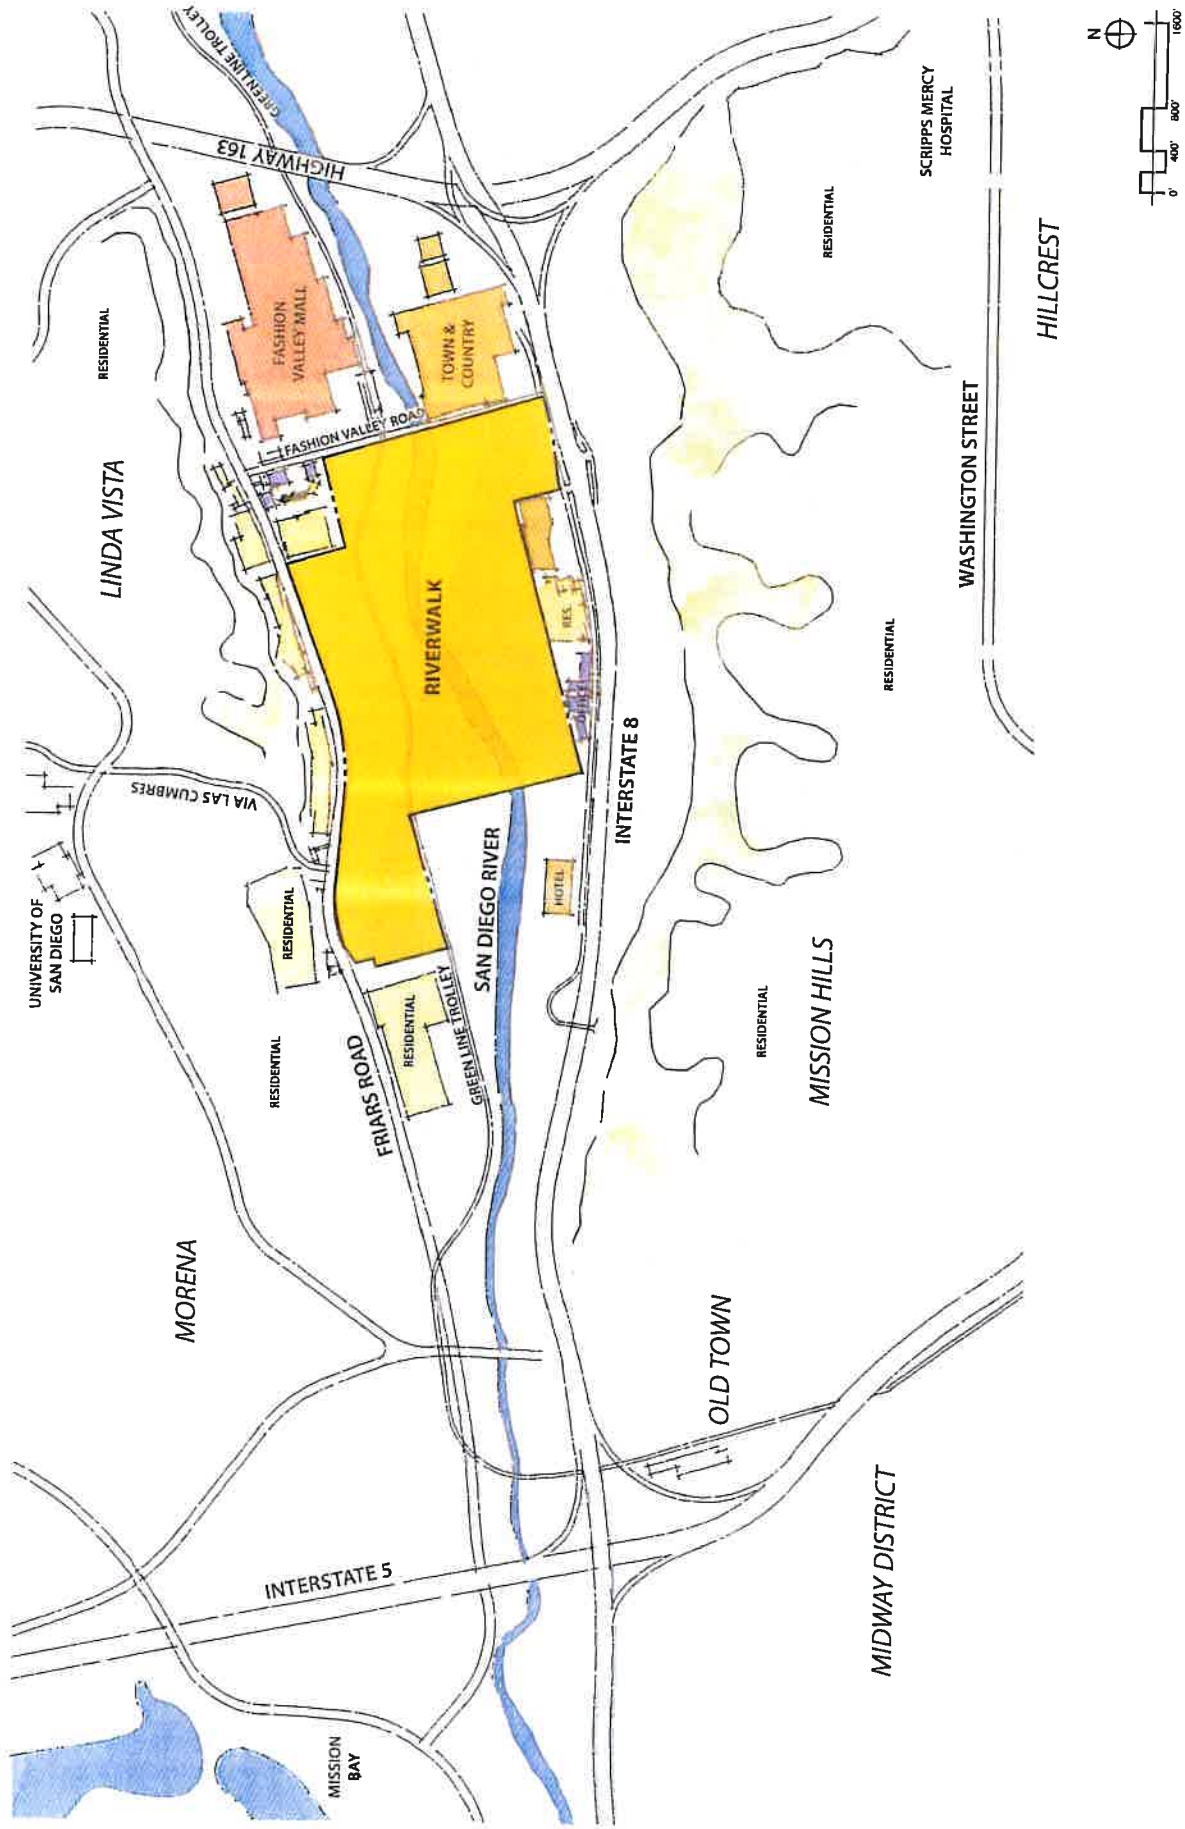 MISSION
BAY
INTERSTATE 5
MORENA
UNIVERSITY OF
SAN DIEGO
LINDA VISTA
RESIDENTIAL
RESIDENTIAL
RESIDENTIAL
RESIDENTIAL
VIA LAS CUMBRES
FRIARS ROAD
GREEN LINE TROLLEY
SAN DIEGO RIVER
HOTEL
RIVERWALK
RES.
OFFICE
FASHION VALLEY ROAD
FASHION
VALLEY MALL
TOWN &
COUNTRY
HIGHWAY 163
GREEN LINE TROLLEY
INTERSTATE 8
OLD TOWN
MIDWAY DISTRICT
MISSION HILLS
RESIDENTIAL
RESIDENTIAL
RESIDENTIAL
WASHINGTON STREET
HILLCREST
SCRIPPS MERCY
HOSPITAL
N
0' 400' 800' 1600'